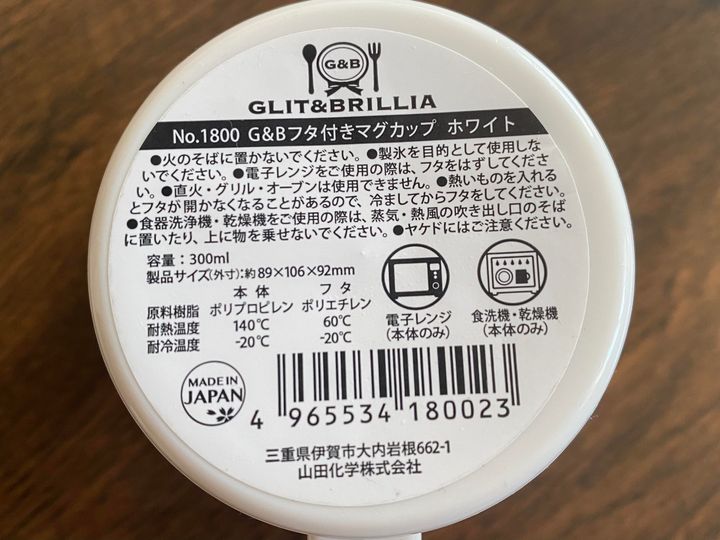 G&B
GLIT&BRILLIA
No.1800 G&Bフタ付きマグカップ ホワイト
●火のそばに置かないでください。●製氷を目的として使用しな
いでください。●電子レンジをご使用の際は、フタをはずしてくださ
い。●直火・グリル・オーブンは使用できません。●熱いものを入れる
とフタが開かなくなることがあるので、冷ましてからフタをしてください。
●食器洗浄機・乾燥機をご使用の際は、蒸気・熱風の吹き出し口のそば
に置いたり、上に物を乗せないでください。●ヤケドにはご注意ください。
容量：300ml
製品サイズ(外寸):約89×106×92mm
本体 フタ
原料樹脂 ポリプロピレン ポリエチレン
耐熱温度 140℃ 60℃
耐冷温度 -20℃ -20℃
電子レンジ
(本体のみ)
食洗機・乾燥機
(本体のみ)
MADE IN
JAPAN
4 965534 180023
三重県伊賀市大内岩根662-1
山田化学株式会社